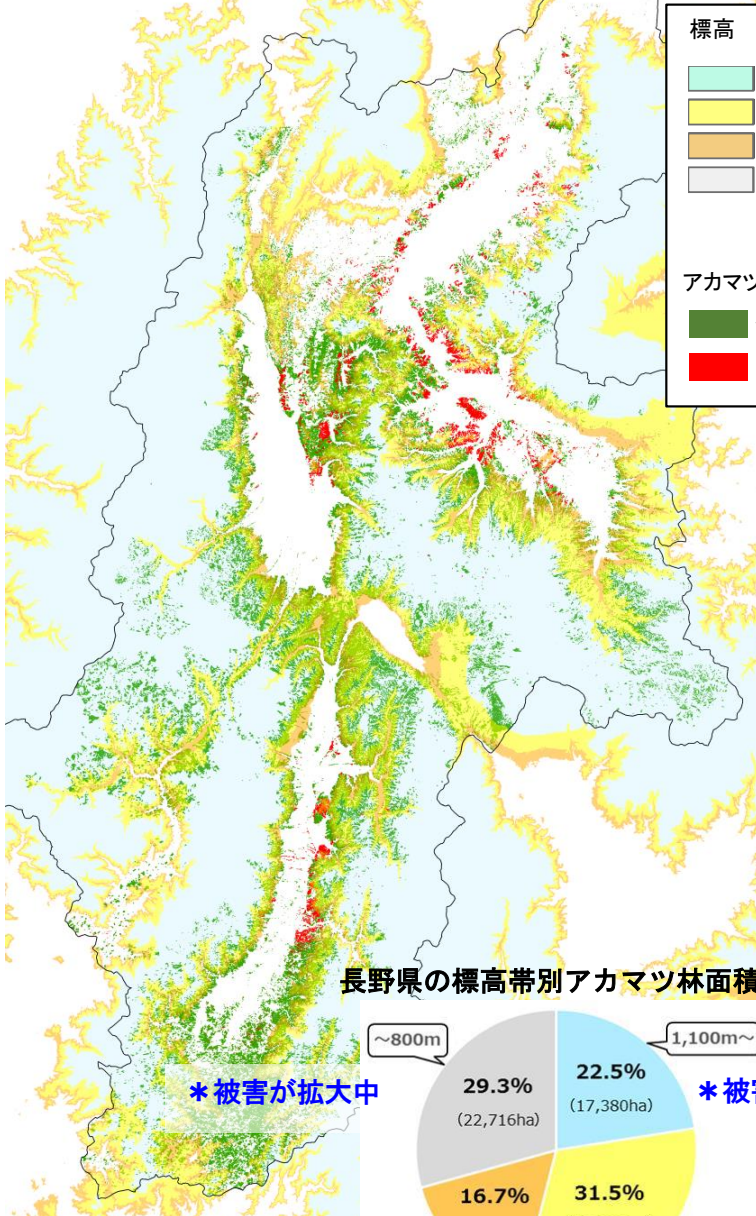 標高
アカマツ
長野県の標高帯別アカマツ林面積
～800m
1,100m～
29.3%
(22,716ha)
22.5%
(17,380ha)
＊被害が拡大中
＊被害
16.7%
31.5%